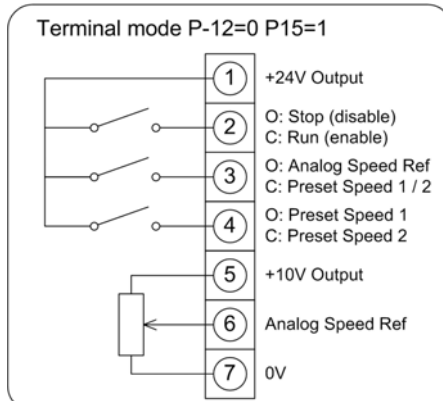 Terminal mode P-12=0 P15=1
1 +24V Output
2 O: Stop (disable)
C: Run (enable)
3 O: Analog Speed Ref
C: Preset Speed 1 / 2
4 O: Preset Speed 1
C: Preset Speed 2
5 +10V Output
6 Analog Speed Ref
7 0V